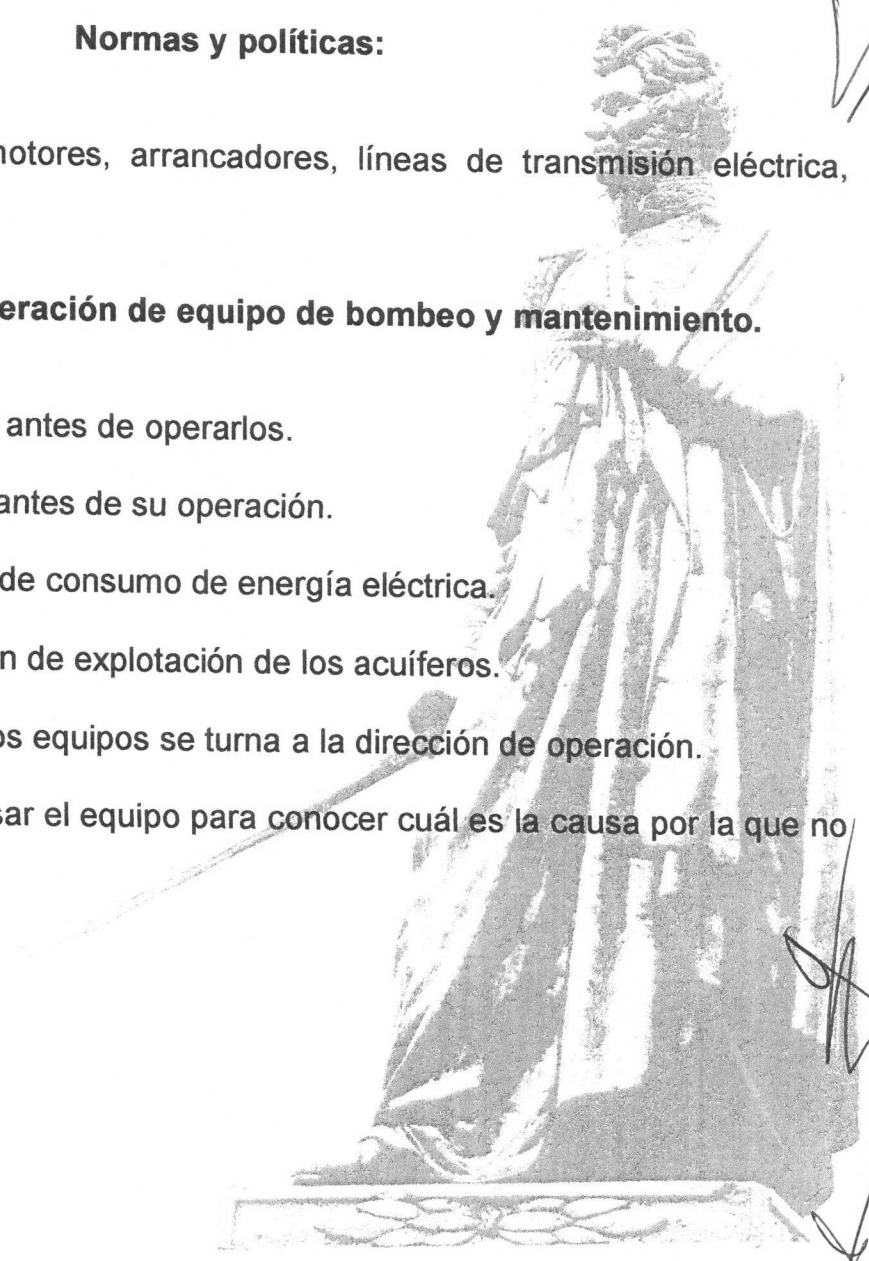 Normas y políticas:
motores, arrancadores, líneas de transmisión eléctrica,
eración de equipo de bombeo y mantenimiento.
antes de operarlos.
antes de su operación.
de consumo de energía eléctrica.
n de explotación de los acuíferos.
os equipos se turna a la dirección de operación.
sar el equipo para conocer cuál es la causa por la que no